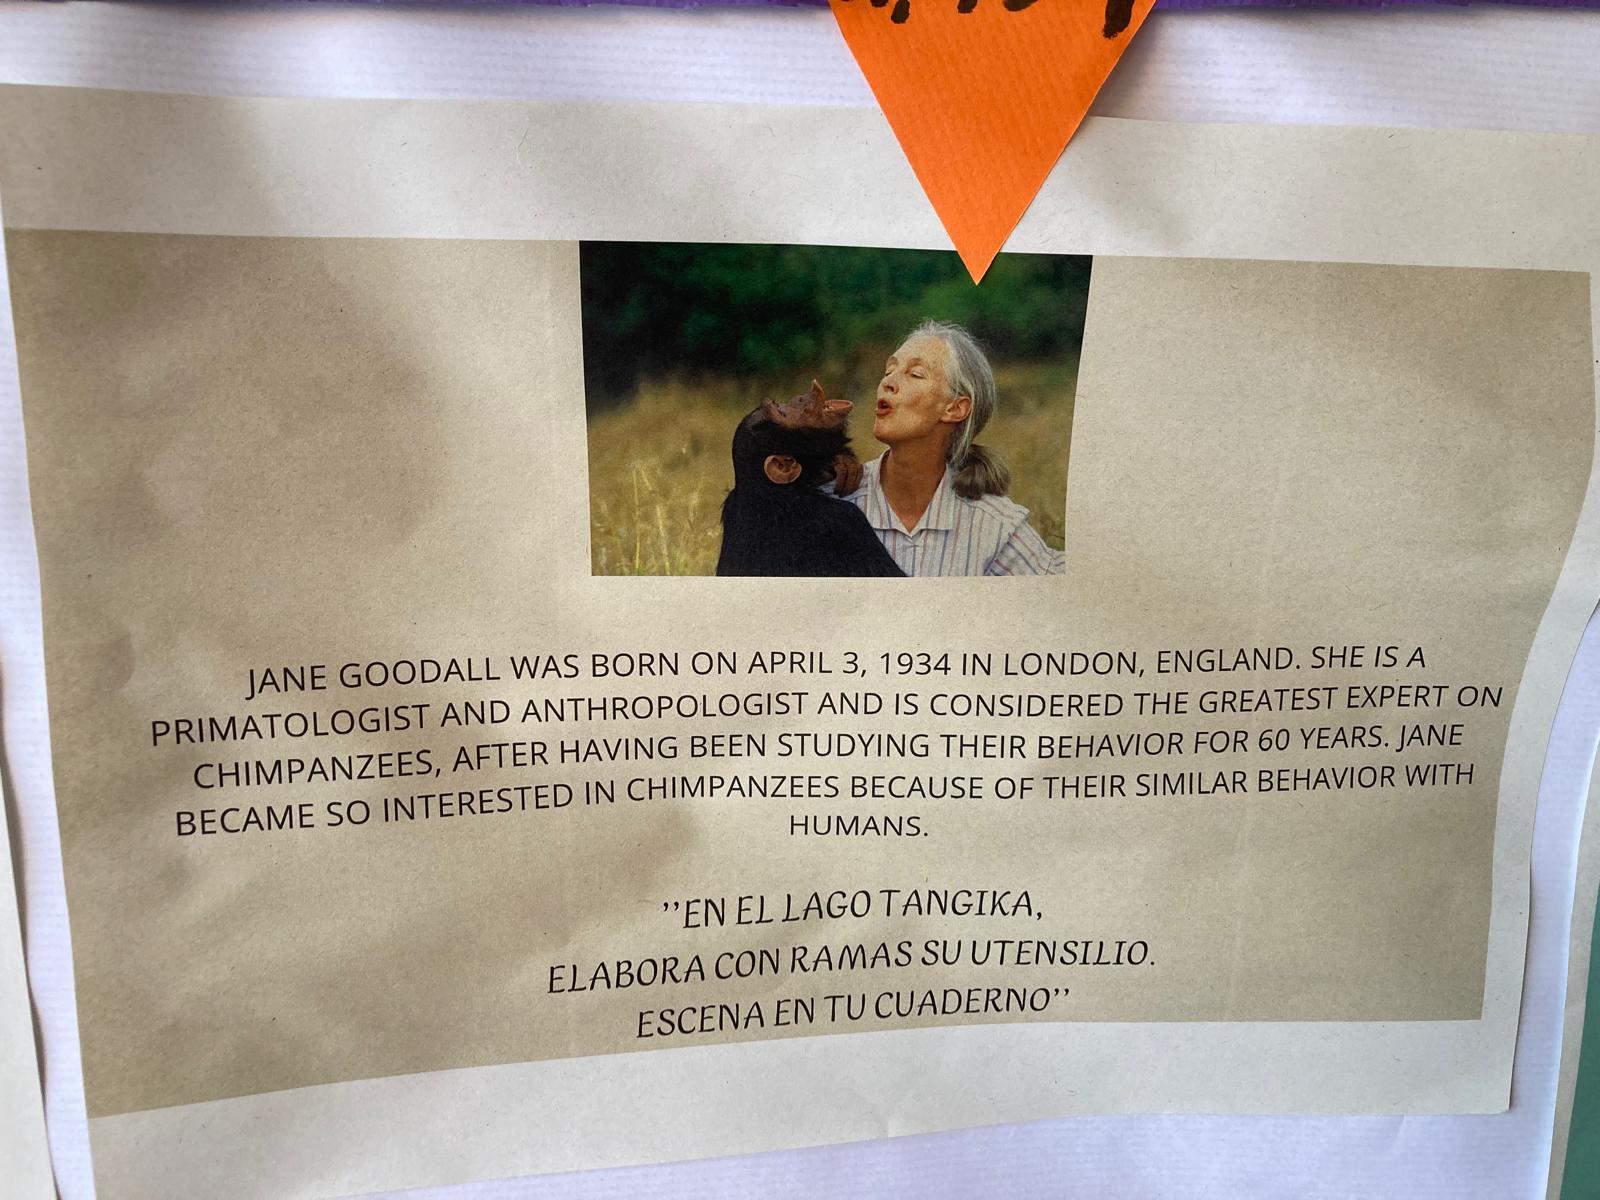 JANE GOODALL WAS BORN ON APRIL 3, 1934 IN LONDON, ENGLAND. SHE IS A
PRIMATOLOGIST AND ANTHROPOLOGIST AND IS CONSIDERED THE GREATEST EXPERT ON
CHIMPANZEES, AFTER HAVING BEEN STUDYING THEIR BEHAVIOR FOR 60 YEARS. JANE
BECAME SO INTERESTED IN CHIMPANZEES BECAUSE OF THEIR SIMILAR BEHAVIOR WITH
HUMANS.
’’EN EL LAGO TANGIKA,
ELABORA CON RAMAS SU UTENSILIO.
ESCENA EN TU CUADERNO’’